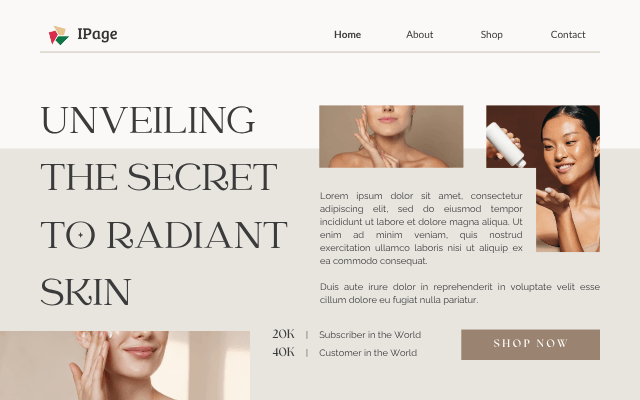 IPage
Home About Shop Contact
UNVEILING
THE SECRET
TO RADIANT
SKIN
Lorem ipsum dolor sit amet, consectetur
adipiscing elit, sed do eiusmod tempor
incididunt ut labore et dolore magna aliqua. Ut
enim ad minim veniam, quis nostrud
exercitation ullamco laboris nisi ut aliquip ex
ea commodo consequat.
Duis aute irure dolor in reprehenderit in voluptate velit esse
cillum dolore eu fugiat nulla pariatur.
20K | Subscriber in the World
40K | Customer in the World
SHOP NOW